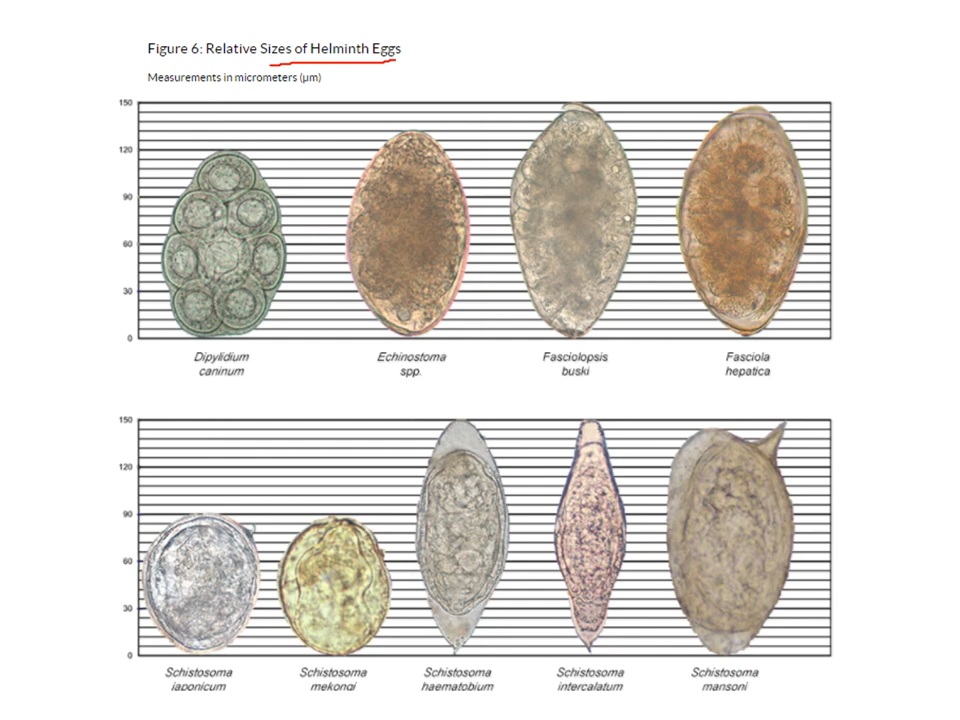 Figure 6: Relative Sizes of Helminth Eggs
Measurements in micrometers (µm)
150
120
90
60
30
0
Dipylidium caninum
Echinostoma spp.
Fasciolopsis buski
Fasciola hepatica
150
120
90
60
30
0
Schistosoma japonicum
Schistosoma mekongi
Schistosoma haematobium
Schistosoma intercalatum
Schistosoma mansoni